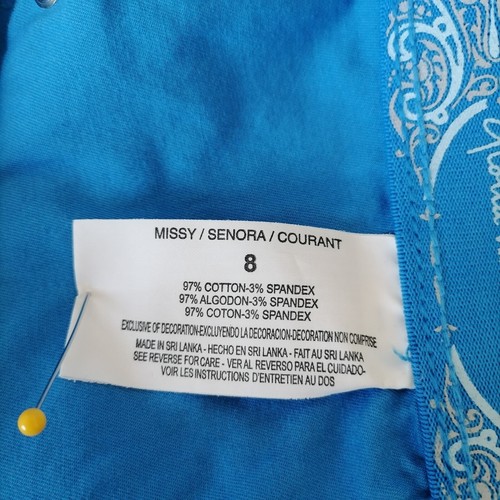 MISSY / SENORA / COURANT
8
97% COTTON-3% SPANDEX
97% ALGODON-3% SPANDEX
97% COTON-3% SPANDEX
EXCLUSIVE OF DECORATION-EXCLUYENDO LA DECORACION-DECORATION NON COMPRISE
MADE IN SRI LANKA - HECHO EN SRI LANKA - FAIT AU SRI LANKA
SEE REVERSE FOR CARE - VER AL REVERSO PARA EL CUIDADO-
VOIR LES INSTRUCTIONS D'ENTRETIEN AU DOS